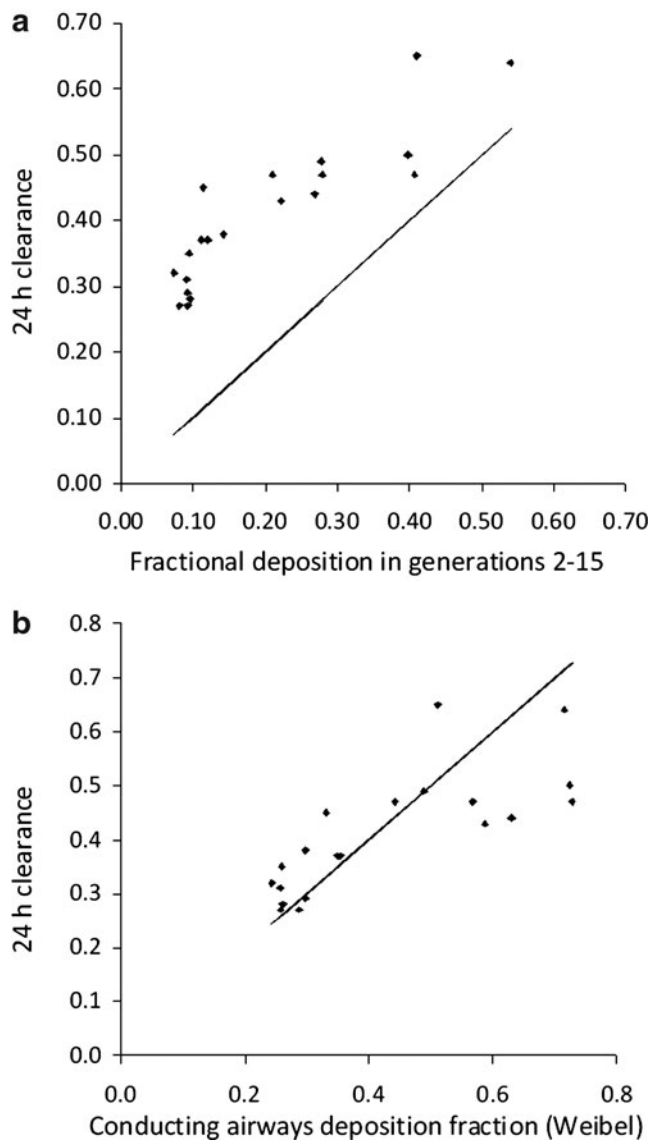 a
0.70
0.60
0.50
0.40
0.30
0.20
0.10
0.00
24 h clearance
0.00 0.10 0.20 0.30 0.40 0.50 0.60 0.70
Fractional deposition in generations 2-15
b
0.8
0.7
0.6
0.5
0.4
0.3
0.2
0.1
0.0
24 h clearance
0.0 0.2 0.4 0.6 0.8
Conducting airways deposition fraction (Weibel)